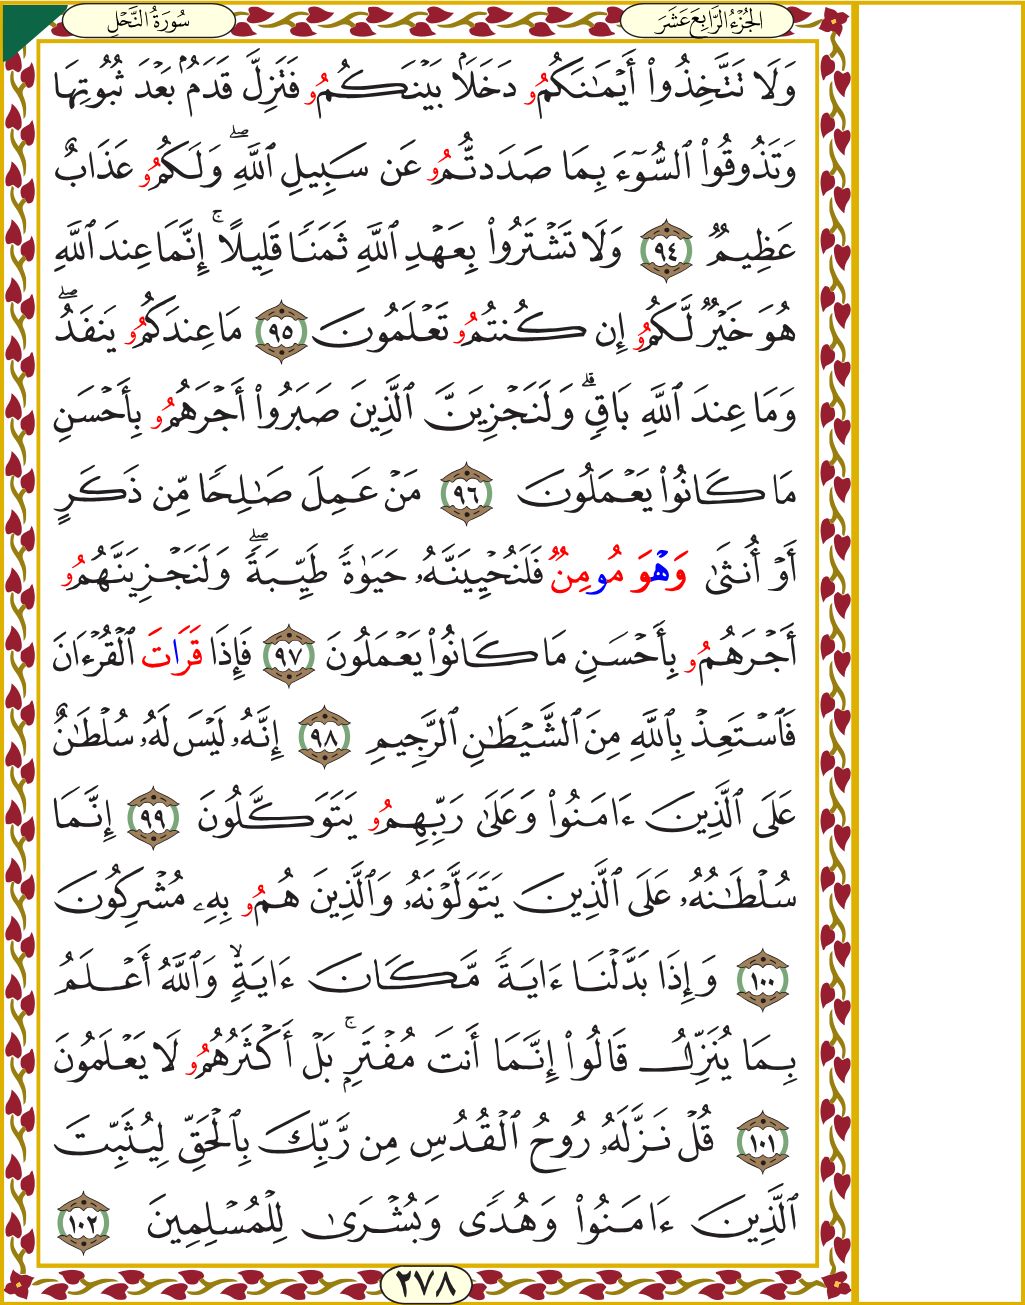 الجُزْءُ الرَّابِعَ عَشَرَ
سُورَةُ النَّحْلِ
وَلَا تَتَّخِذُوٓاْ أَيْمَٰنَكُمُۥ دَخَلَۢا بَيْنَكُمُۥ فَتَزِلَّ قَدَمُۢ بَعْدَ ثُبُوتِهَا
وَتَذُوقُواْ ٱلسُّوٓءَ بِمَا صَدَدتُّمُۥ عَن سَبِيلِ ٱللَّهِۖ وَلَكُمُۥ عَذَابٌ
عَظِيمٌ ٩٤ وَلَا تَشْتَرُواْ بِعَهْدِ ٱللَّهِ ثَمَنٗا قَلِيلًاۚ إِنَّمَا عِندَ ٱللَّهِ
هُوَ خَيْرٞ لَّكُمُۥ إِن كُنتُمُۥ تَعْلَمُونَ ٩٥ مَا عِندَكُمُۥ يَنفَدُۖ
وَمَا عِندَ ٱللَّهِ بَاقٖۗ وَلَنَجْزِيَنَّ ٱلَّذِينَ صَبَرُوٓاْ أَجْرَهُمُۥ بِأَحْسَنِ
مَا كَانُواْ يَعْمَلُونَ ٩٦ مَنْ عَمِلَ صَٰلِحٗا مِّن ذَكَرٍ
أَوْ أُنثَىٰ وَهْوَ مُومِنٞ فَلَنُحْيِيَنَّهُۥ حَيَوٰةٗ طَيِّبَةٗۖ وَلَنَجْزِيَنَّهُمُۥ
أَجْرَهُمُۥ بِأَحْسَنِ مَا كَانُواْ يَعْمَلُونَ ٩٧ فَإِذَا قَرَاتَ ٱلْقُرْءَانَ
فَٱسْتَعِذْ بِٱللَّهِ مِنَ ٱلشَّيْطَٰنِ ٱلرَّجِيمِ ٩٨ إِنَّهُۥ لَيْسَ لَهُۥ سُلْطَٰنٌ
عَلَى ٱلَّذِينَ ءَامَنُواْ وَعَلَىٰ رَبِّهِمُۥ يَتَوَكَّلُونَ ٩٩ إِنَّمَا
سُلْطَٰنُهُۥ عَلَى ٱلَّذِينَ يَتَوَلَّوْنَهُۥ وَٱلَّذِينَ هُمُۥ بِهِۦ مُشْرِكُونَ
١٠٠ وَإِذَا بَدَّلْنَا ءَايَةٗ مَّكَانَ ءَايَةٖۙ وَٱللَّهُ أَعْلَمُ
بِمَا يُنَزِّلُ قَالُوٓاْ إِنَّمَا أَنتَ مُفْتَرِۭۚ بَلْ أَكْثَرُهُمُۥ لَا يَعْلَمُونَ
١٠١ قُلْ نَزَّلَهُۥ رُوحُ ٱلْقُدُسِ مِن رَّبِّكَ بِٱلْحَقِّ لِيُثَبِّتَ
ٱلَّذِينَ ءَامَنُواْ وَهُدٗى وَبُشْرَىٰ لِلْمُسْلِمِينَ ١٠٢
٢٧٨